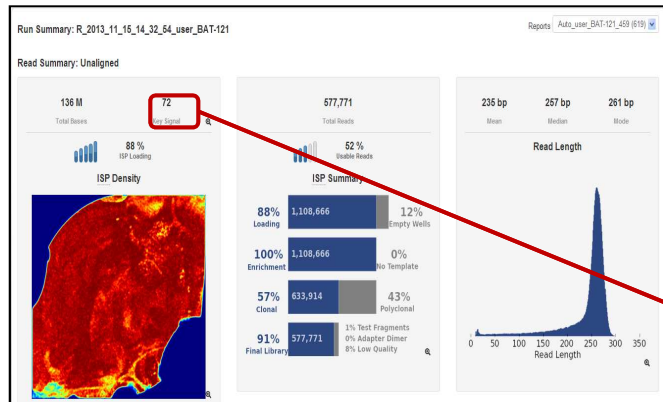 Run Summary: R_2013_11_15_14_32_54_user_BAT-121
Reports Auto_user_BAT-121_459 (619)
Read Summary: Unaligned
136 M
Total Bases
72
Key Signal
88 %
ISP Loading
ISP Density
577,771
Total Reads
52 %
Usable Reads
ISP Summary
88% Loading 1,108,666 12% Empty Wells
100% Enrichment 1,108,666 0% No Template
57% Clonal 633,914 43% Polyclonal
91% Final Library 577,771 1% Test Fragments
0% Adapter Dimer
8% Low Quality
235 bp
Mean
257 bp
Median
261 bp
Mode
Read Length
0 50 100 150 200 250 300 350
Read Length